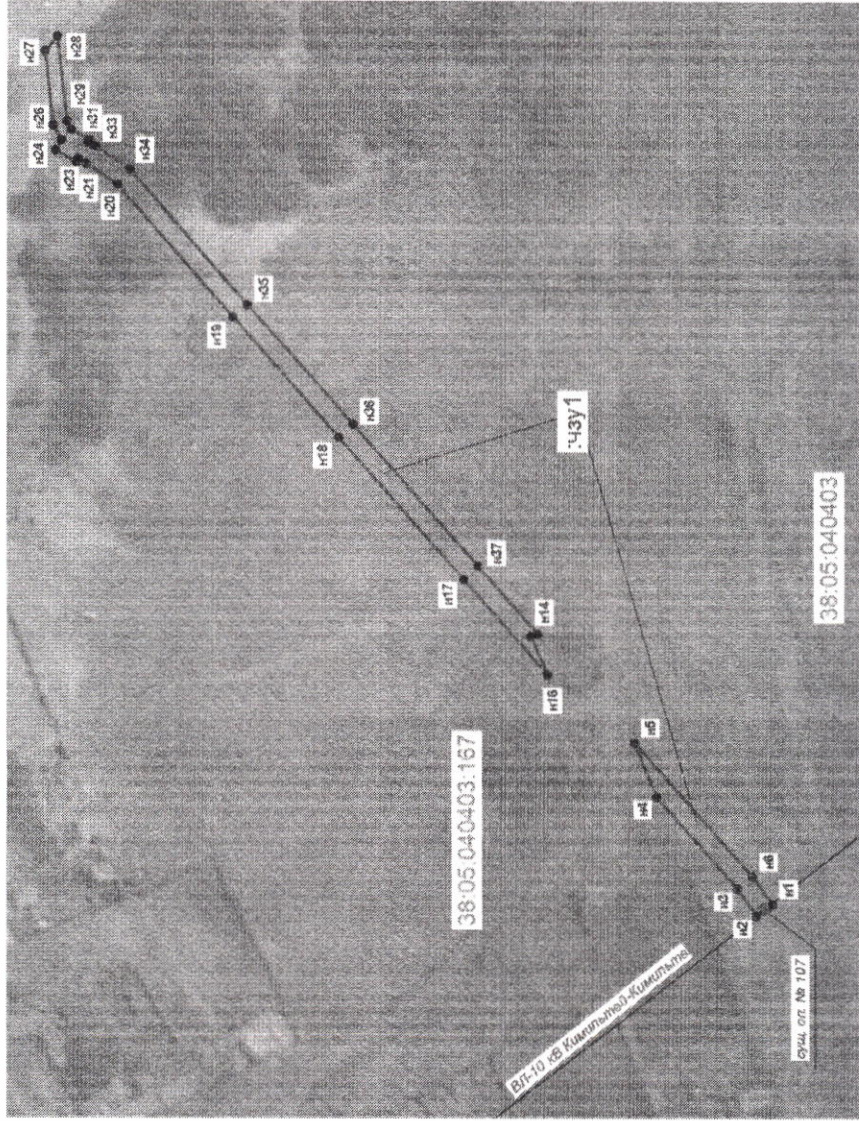 н27
н28
н26
н24
н29
н31
н33
н23
н21
н34
н20
н35
н19
н36
н18
:чзу1
н37
н17
н14
н16
38:05:040403
38:05:040403:167
н5
н4
н6
н3
н1
н2
ВЛ-10 кВ Кимильтей-Кимильтей
сущ. оп. № 107